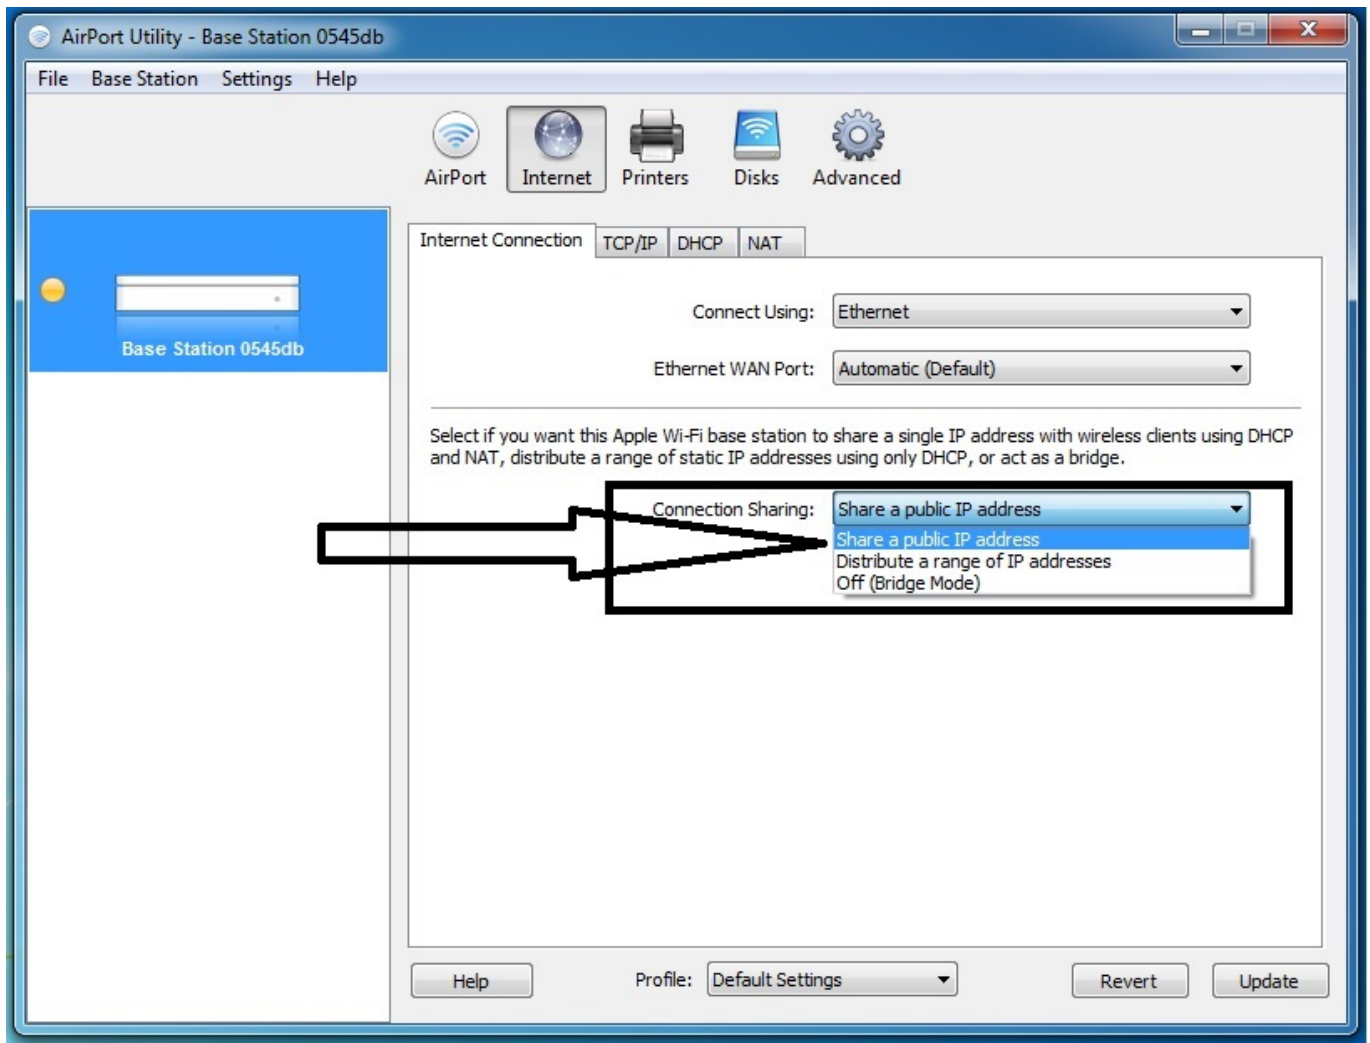 AirPort Utility - Base Station 0545db
File Base Station Settings Help
AirPort Internet Printers Disks Advanced
Base Station 0545db
Internet Connection TCP/IP DHCP NAT
Connect Using: Ethernet
Ethernet WAN Port: Automatic (Default)
Select if you want this Apple Wi-Fi base station to share a single IP address with wireless clients using DHCP
and NAT, distribute a range of static IP addresses using only DHCP, or act as a bridge.
Connection Sharing: Share a public IP address
Share a public IP address
Distribute a range of IP addresses
Off (Bridge Mode)
Help Profile: Default Settings Revert Update